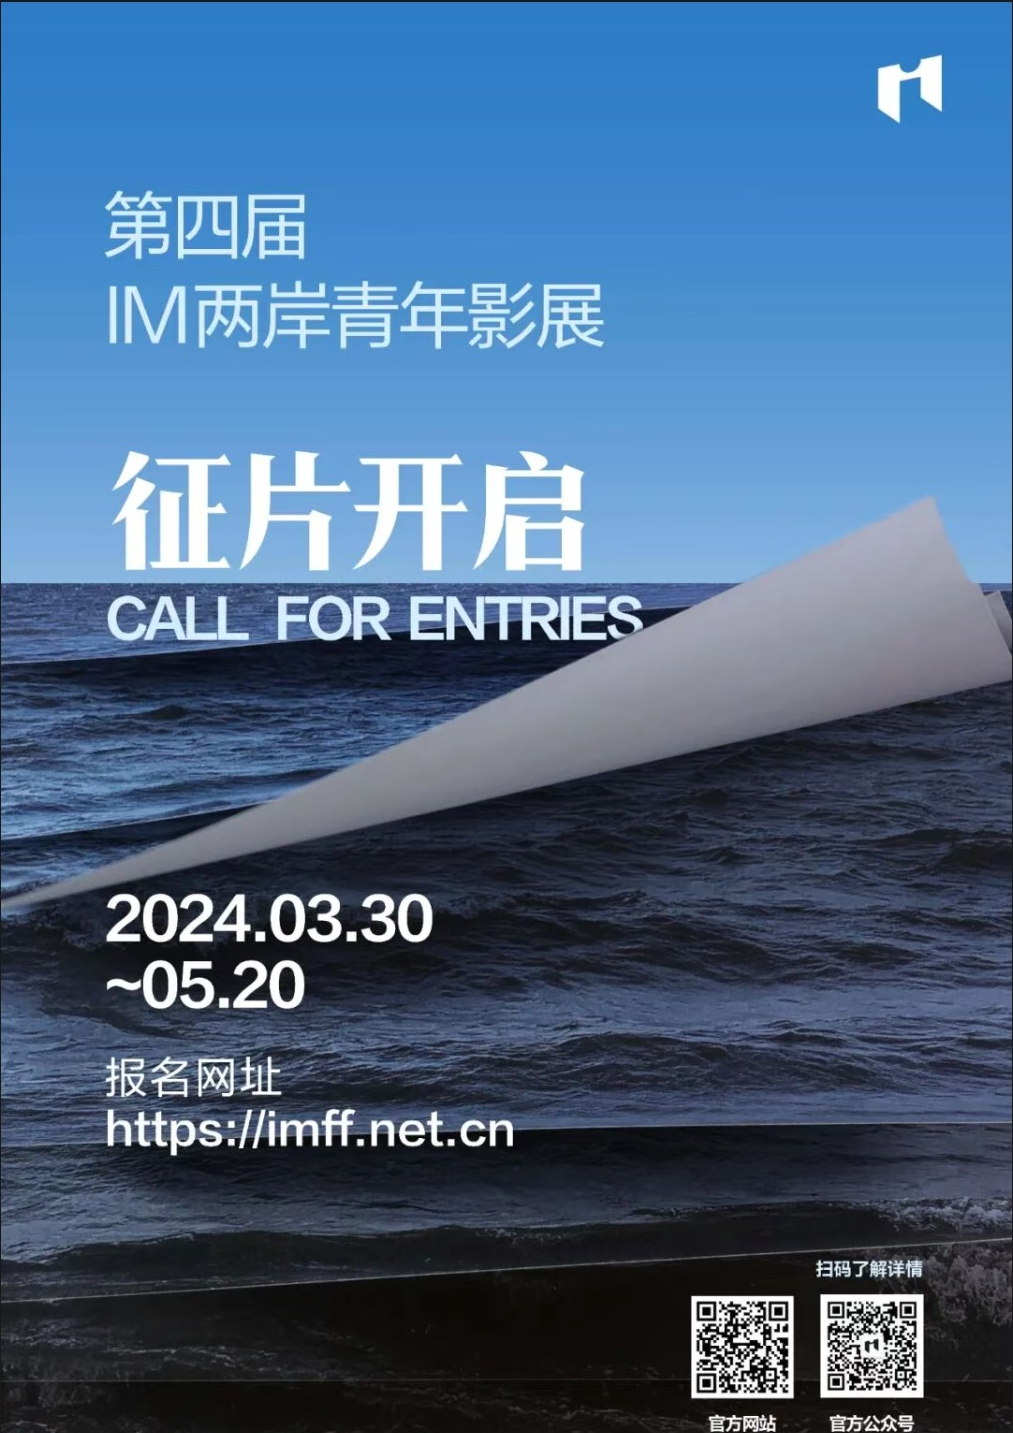 第四届
IM两岸青年影展
征片开启
CALL FOR ENTRIES
2024.03.30
~05.20
报名网址
https://imff.net.cn
扫码了解详情
官方网站 官方公众号